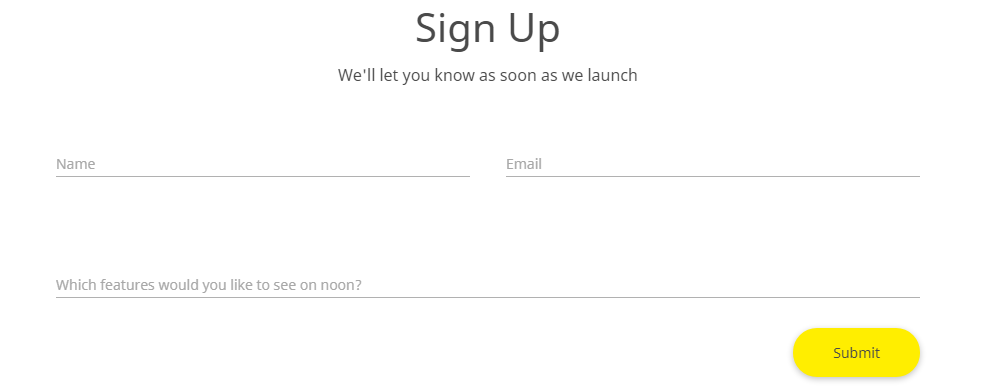 Sign Up
We'll let you know as soon as we launch
Name
Email
Which features would you like to see on noon?
Submit